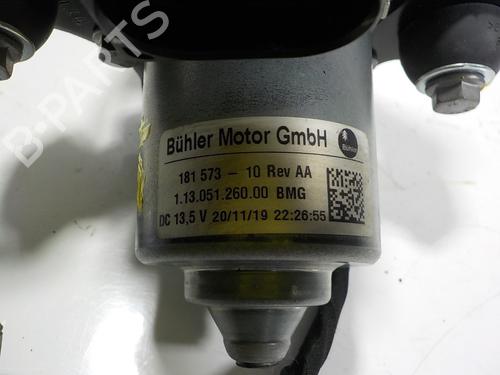 Bühler Motor GmbH
Bühler
181 573 - 10 Rev AA
1.13.051.260.00 BMG
DC 13,5 V 20/11/19 22:26:55
B-PARTS